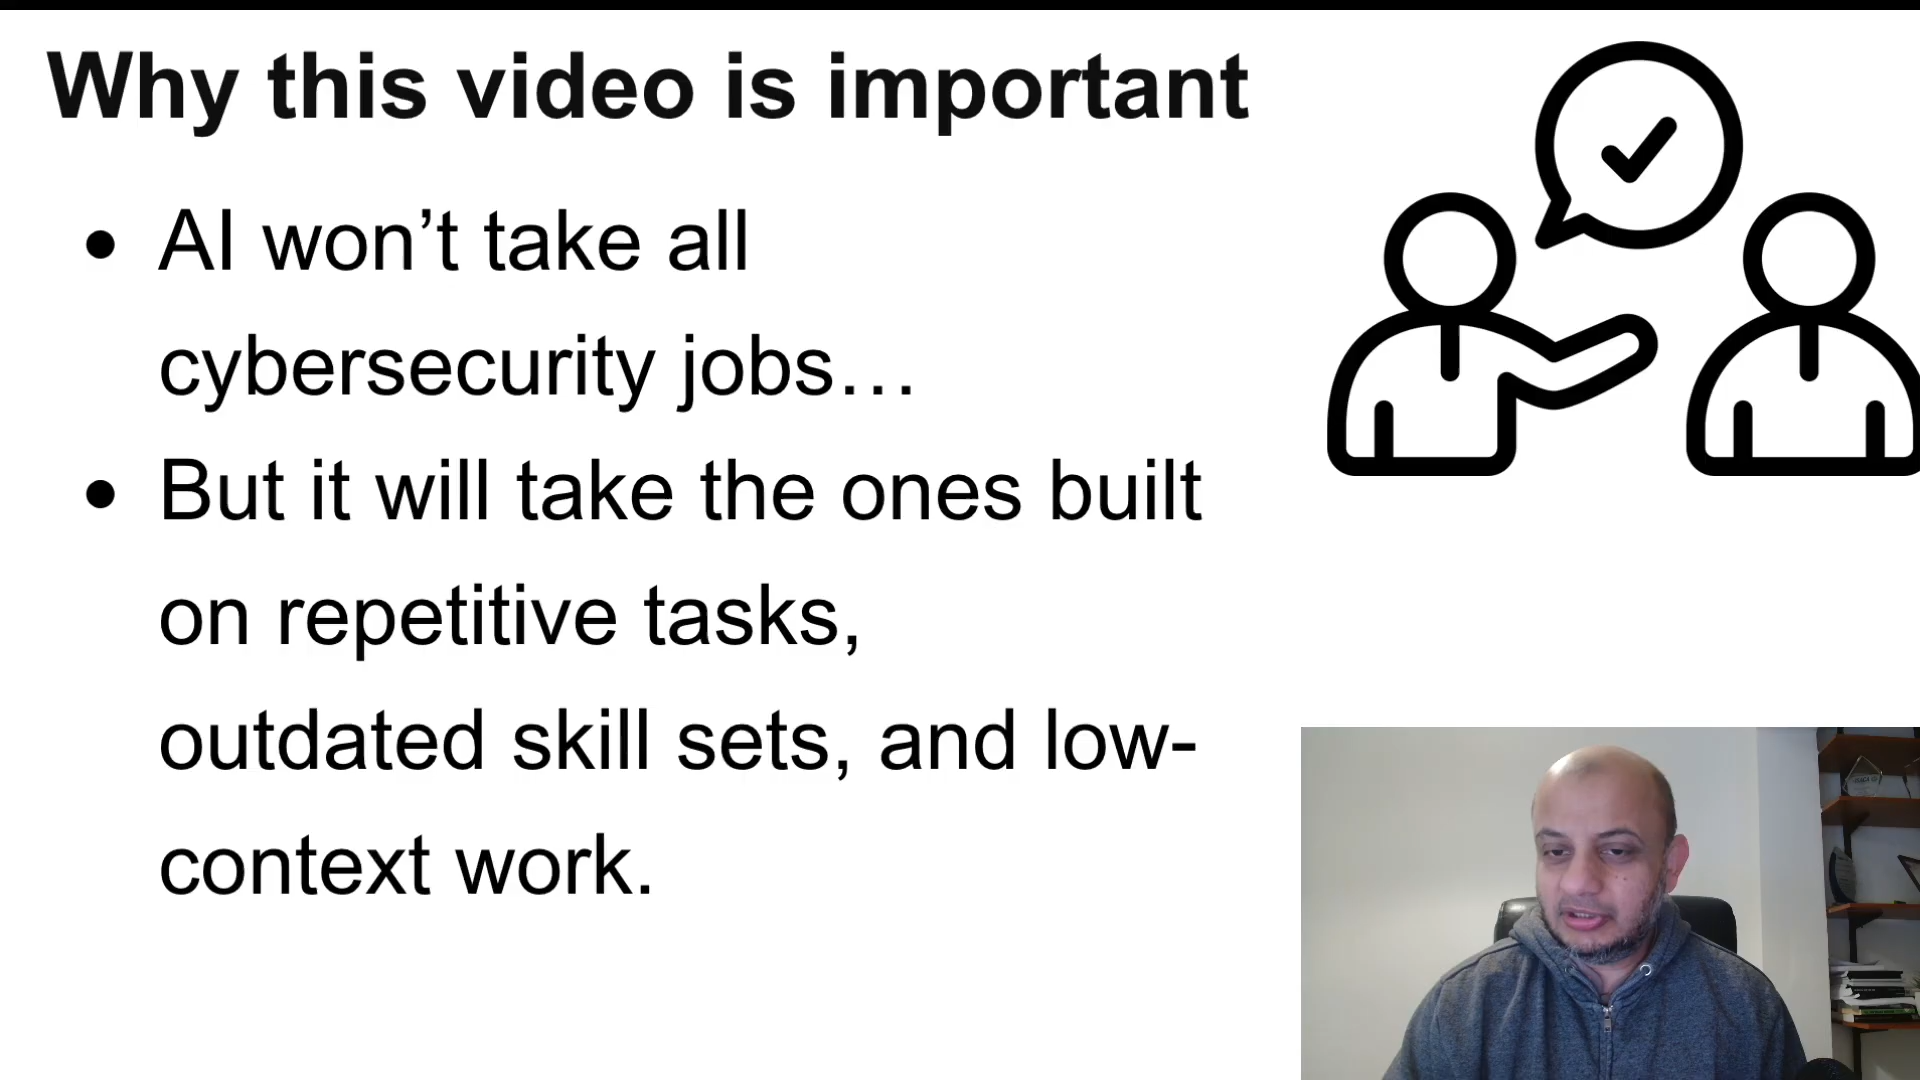 Why this video is important
• AI won’t take all
cybersecurity jobs…
• But it will take the ones built
on repetitive tasks,
outdated skill sets, and low-
context work.